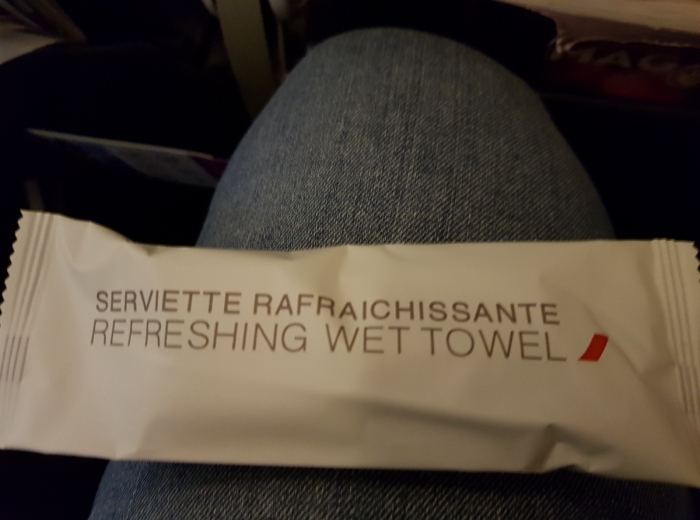 SERVIETTE RAFRAICHISSANTE
REFRESHING WET TOWEL